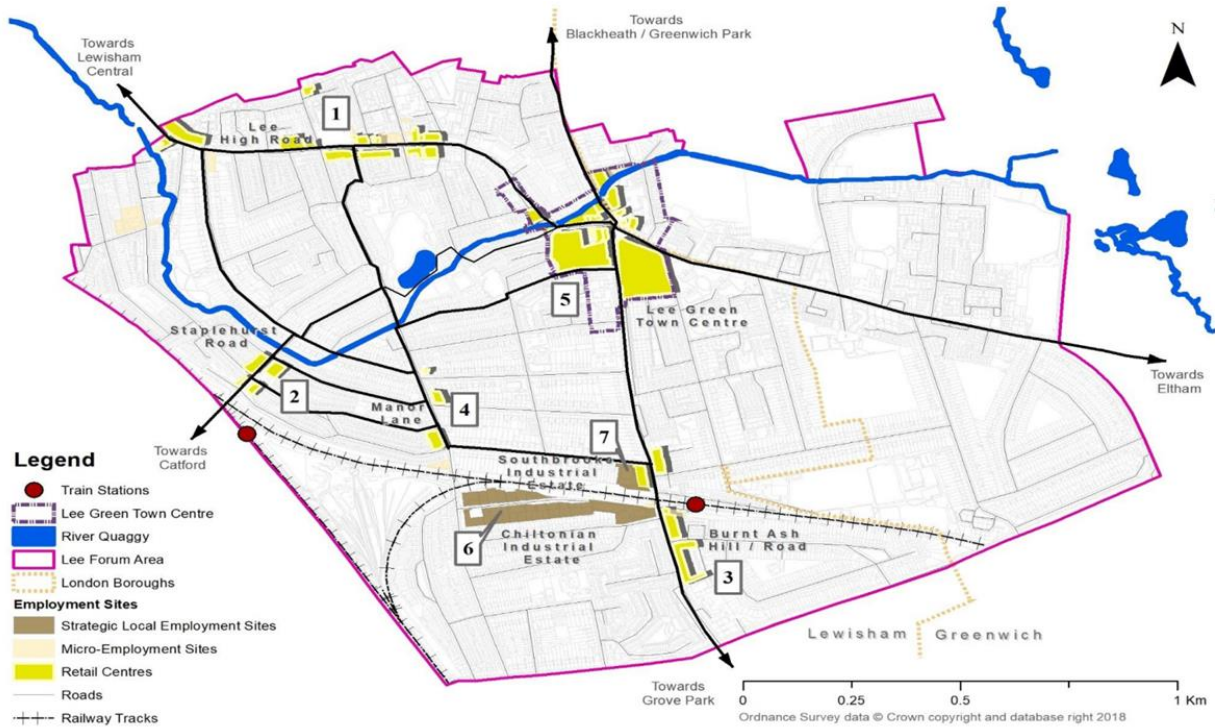 Towards
Blackheath / Greenwich Park
N
Towards
Lewisham
Central
1
Lee
High Road
5
Lee Green
Town Centre
Staplehurst
Road
2
Manor
Lane
4
Towards
Eltham
Towards
Catford
7
Southbrook
Industrial
Estate
6
Chiltonian
Industrial
Estate
Burnt Ash
Hill / Road
3
Lewisham
Greenwich
Towards
Grove Park
Legend
Train Stations
Lee Green Town Centre
River Quaggy
Lee Forum Area
London Boroughs
Employment Sites
Strategic Local Employment Sites
Micro-Employment Sites
Retail Centres
Roads
Railway Tracks
0
0.25
0.5
1 Km
Ordnance Survey data © Crown copyright and database right 2018